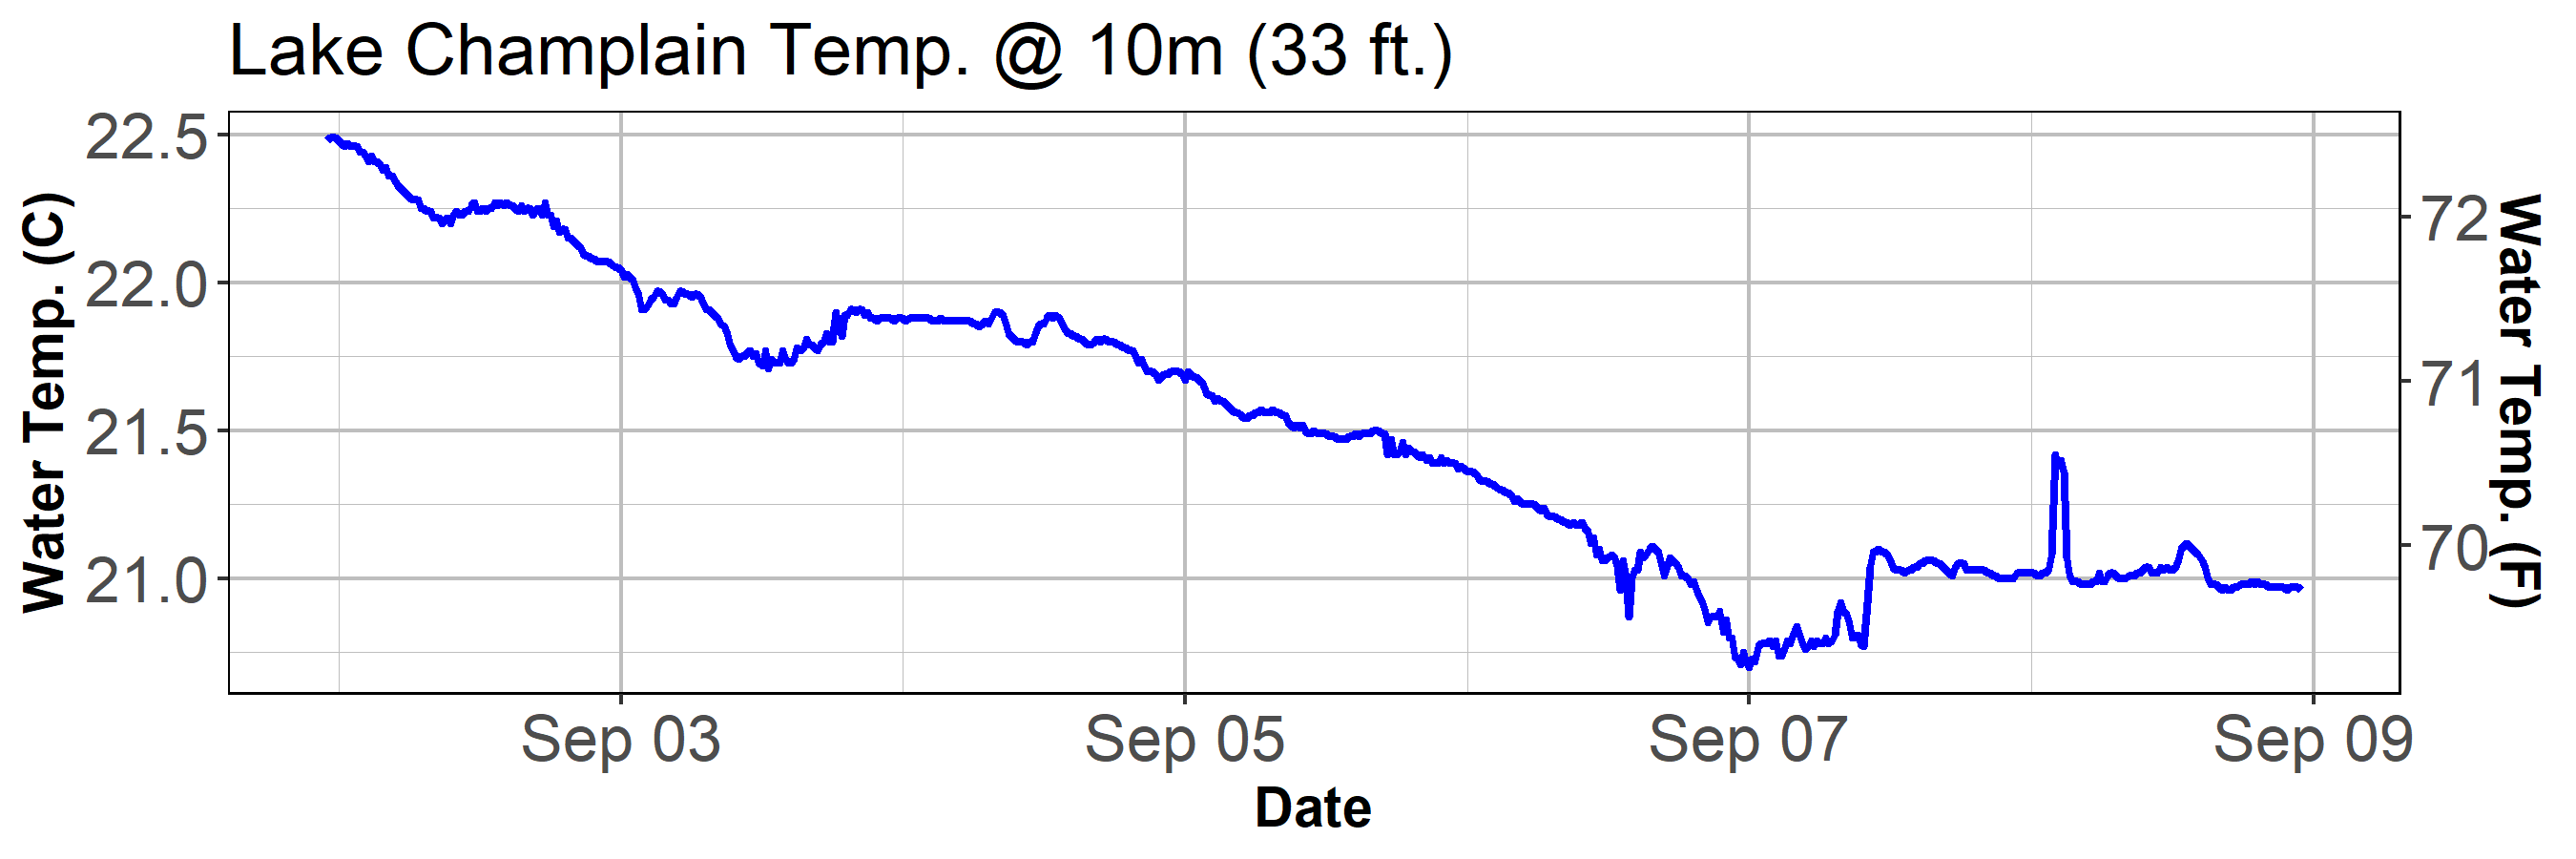 Lake Champlain Temp. @ 10m (33 ft.)
Water Temp. (C)
22.5
22.0
21.5
21.0
72
71
70
Water Temp. (F)
Sep 03 Sep 05 Sep 07 Sep 09
Date